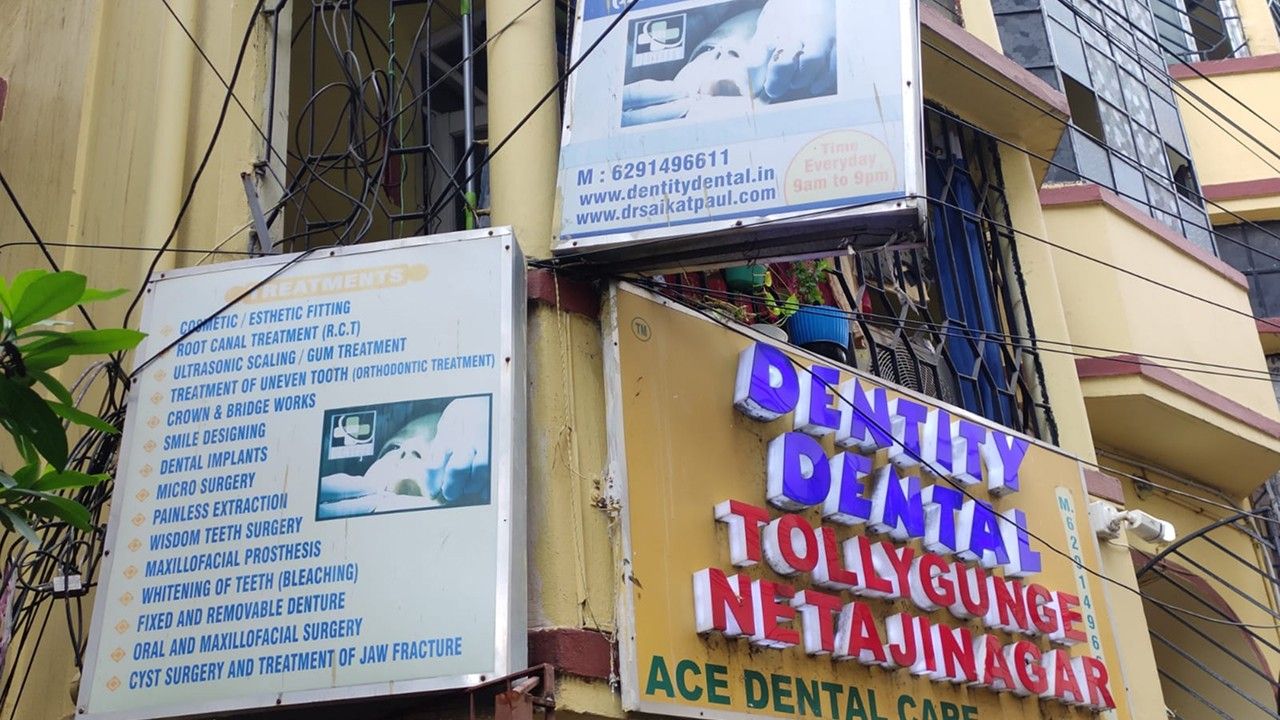 M : 6291496611
www.dentitydental.in
www.drsaikatpaul.com
Time
Everyday
9am to 9pm
TREATMENTS
COSMETIC / ESTHETIC FITTING
ROOT CANAL TREATMENT (R.C.T)
ULTRASONIC SCALING / GUM TREATMENT
TREATMENT OF UNEVEN TOOTH (ORTHODONTIC TREATMENT)
CROWN & BRIDGE WORKS
SMILE DESIGNING
DENTAL IMPLANTS
MICRO SURGERY
PAINLESS EXTRACTION
WISDOM TEETH SURGERY
MAXILLOFACIAL PROSTHESIS
WHITENING OF TEETH (BLEACHING)
FIXED AND REMOVABLE DENTURE
ORAL AND MAXILLOFACIAL SURGERY
CYST SURGERY AND TREATMENT OF JAW FRACTURE
TM
DENTITY
DENTAL
TOLLYGUNGE
NETAJINAGAR
ACE DENTAL CARE
M.6291496